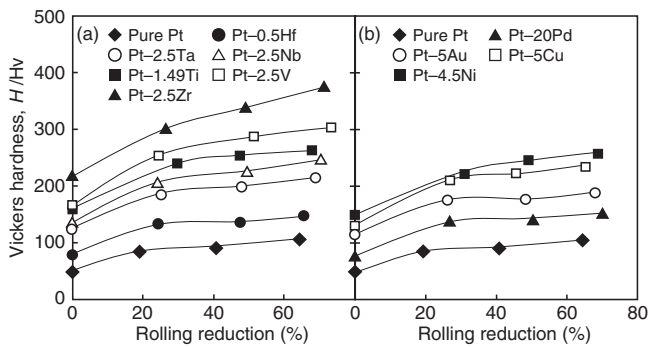 (a)
Pure Pt
Pt–0.5Hf
Pt–2.5Ta
Pt–2.5Nb
Pt–1.49Ti
Pt–2.5V
Pt–2.5Zr
(b)
Pure Pt
Pt–20Pd
Pt–5Au
Pt–5Cu
Pt–4.5Ni
Vickers hardness, H /Hv
500
400
300
200
100
0
0 20 40 60 0 20 40 60 80
Rolling reduction (%) Rolling reduction (%)